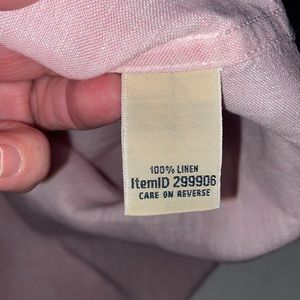 100% LINEN
ItemID 299906
CARE ON REVERSE